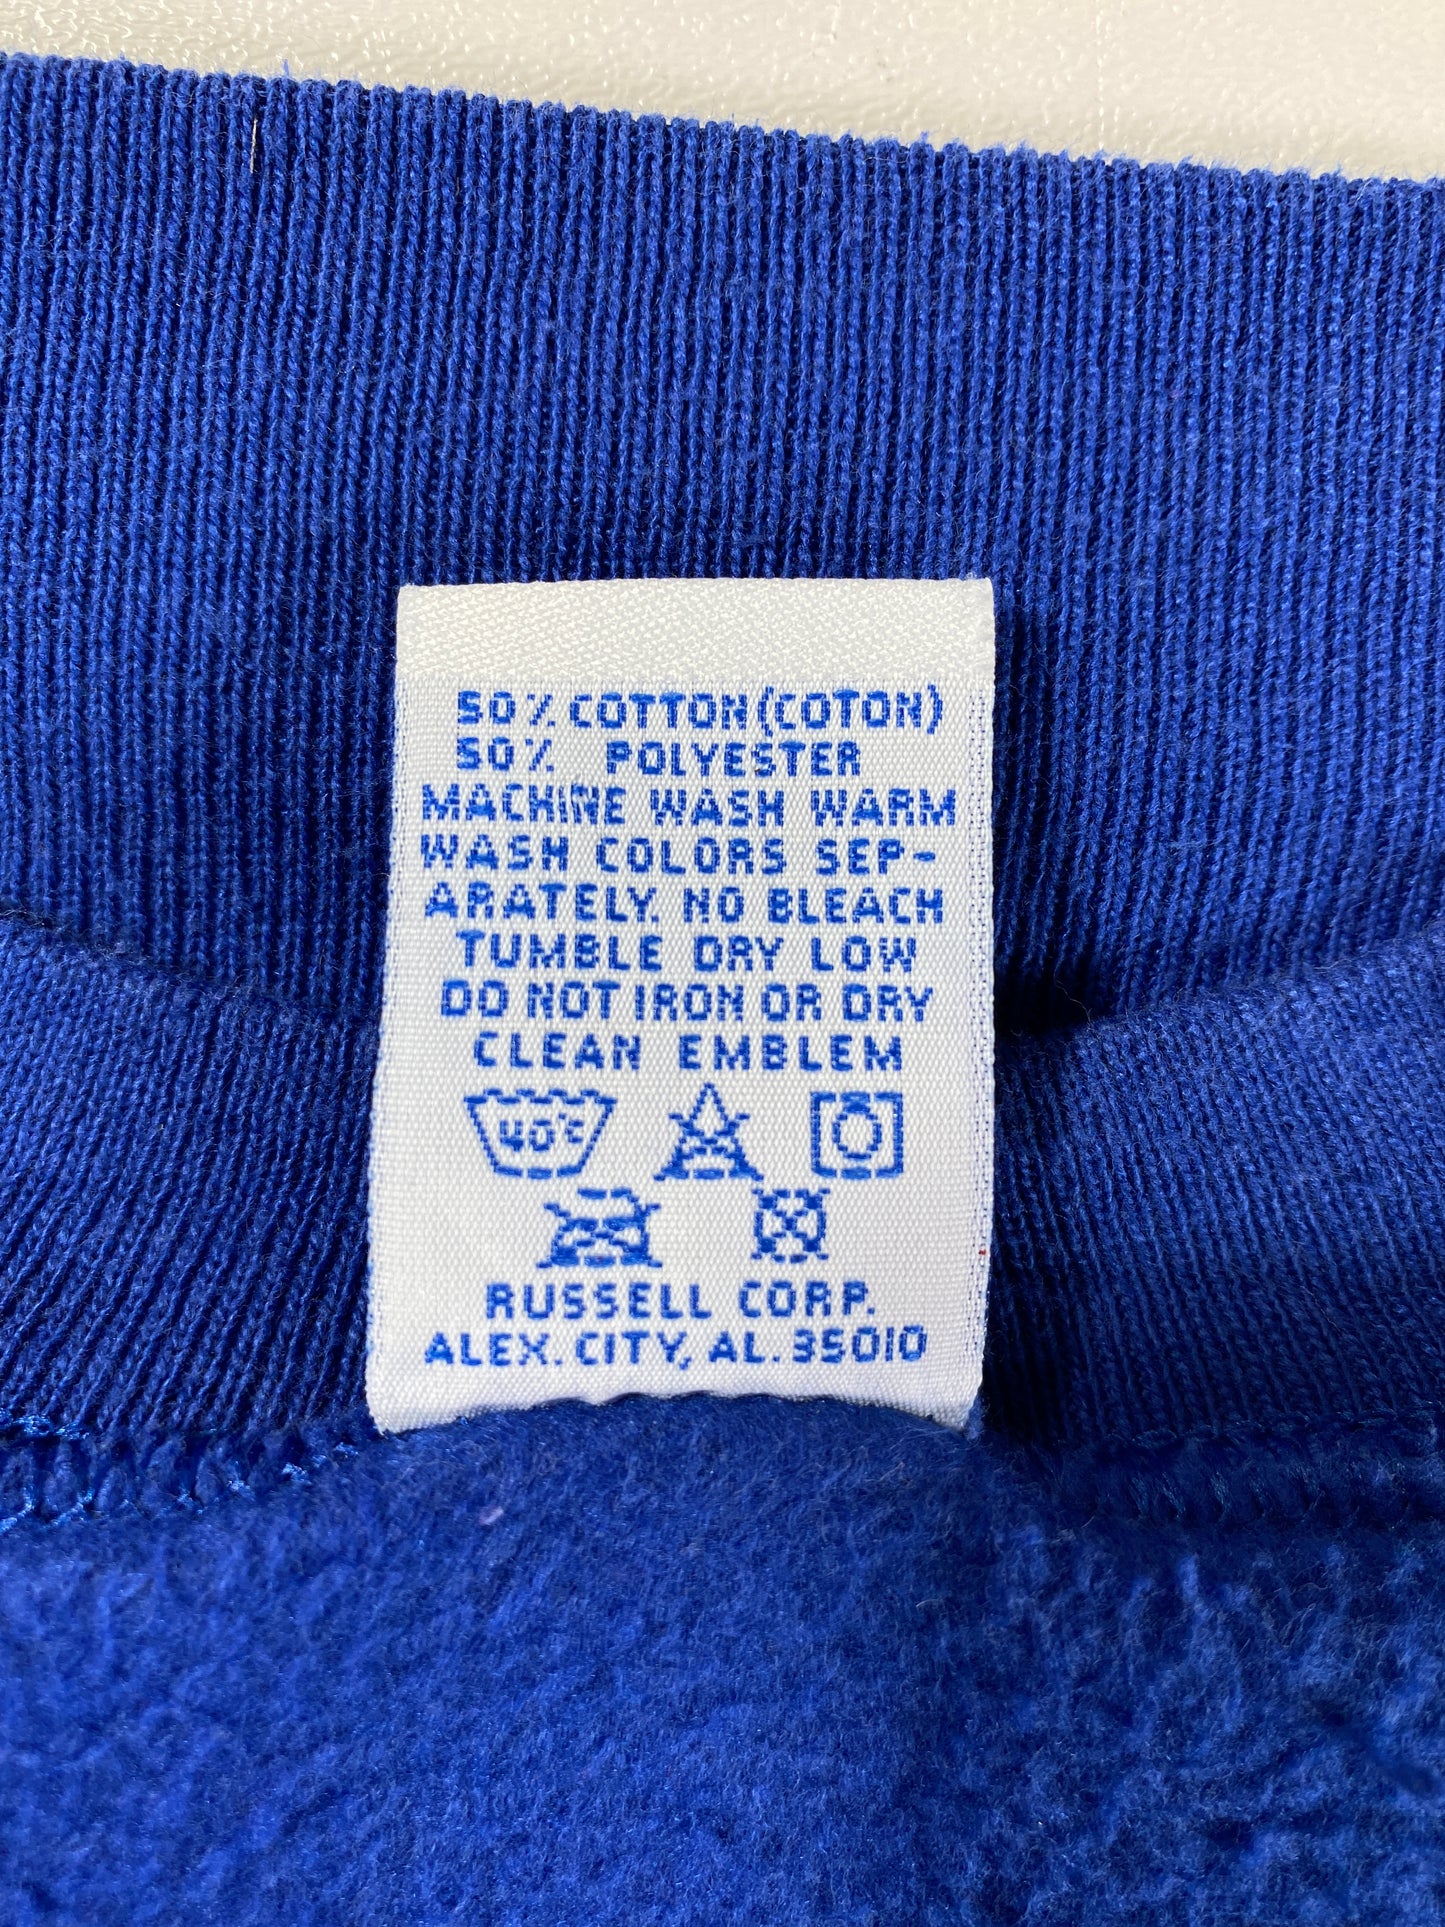 50% COTTON (COTON)
50% POLYESTER
MACHINE WASH WARM
WASH COLORS SEP-
ARATELY. NO BLEACH
TUMBLE DRY LOW
DO NOT IRON OR DRY
CLEAN EMBLEM
40°C
RUSSELL CORP.
ALEX. CITY, AL. 35010